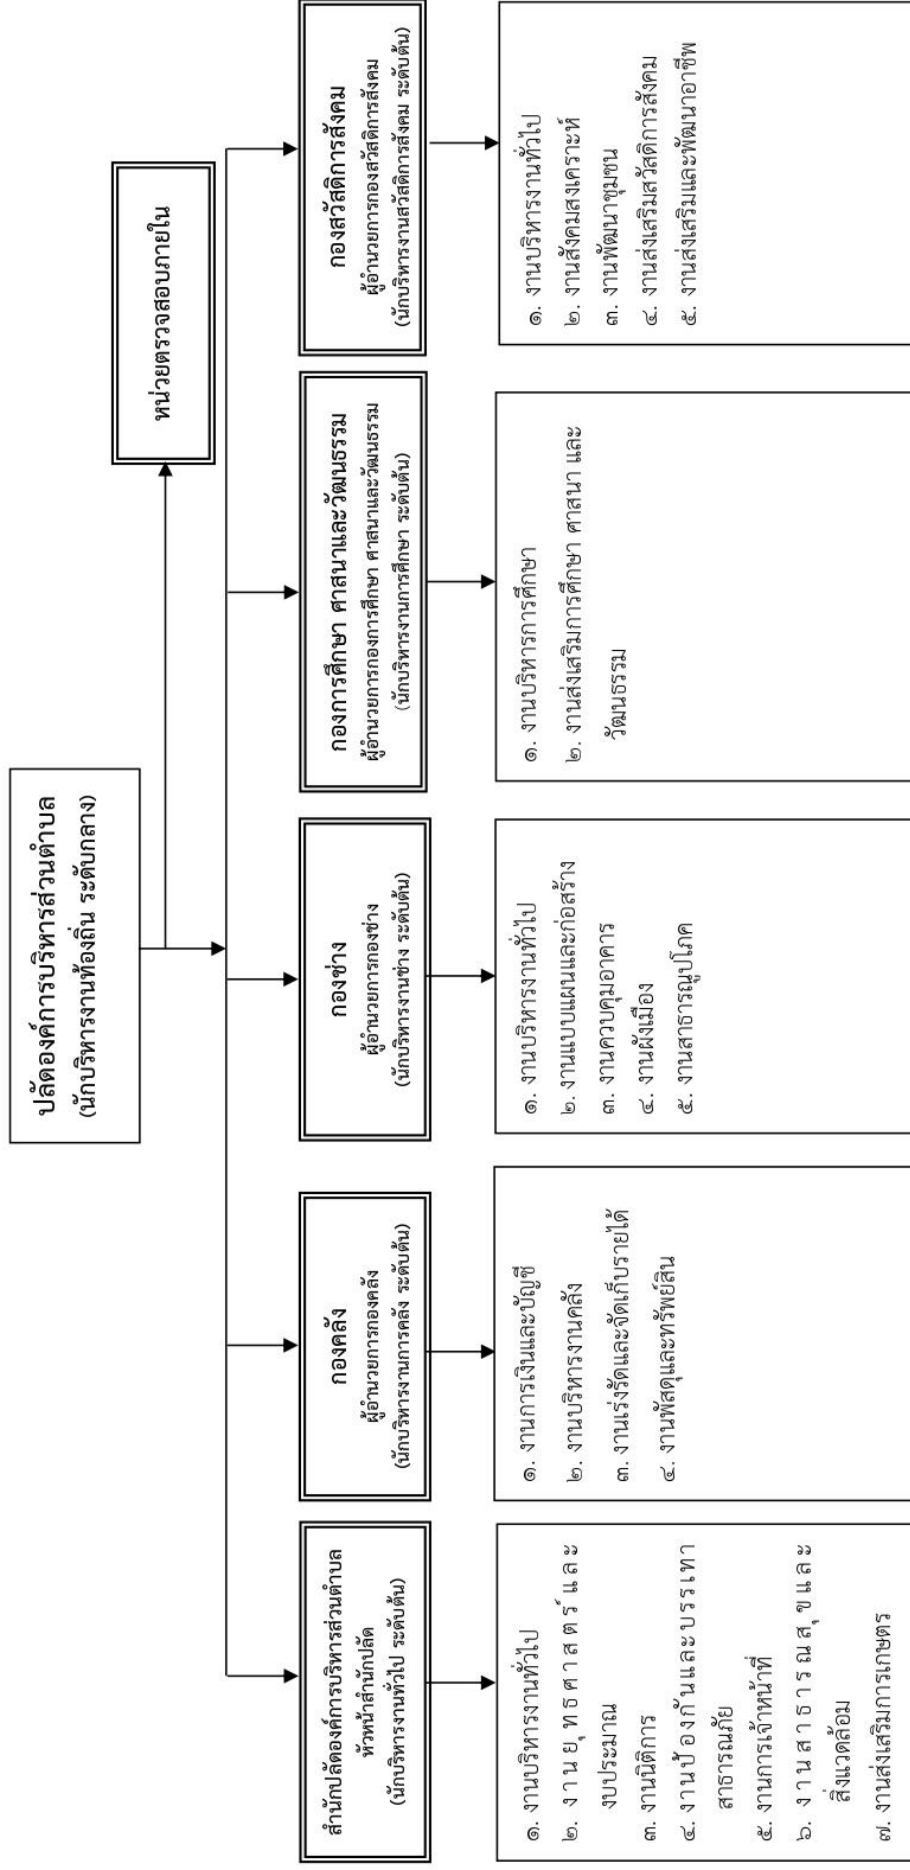 ปลัดองค์การบริหารส่วนตำบล
(นักบริหารงานท้องถิ่น ระดับกลาง)
หน่วยตรวจสอบภายใน
สำนักปลัดองค์การบริหารส่วนตำบล
หัวหน้าสำนักปลัด
(นักบริหารงานทั่วไป ระดับต้น)
กองคลัง
ผู้อำนวยการกองคลัง
(นักบริหารงานการคลัง ระดับต้น)
กองช่าง
ผู้อำนวยการกองช่าง
(นักบริหารงานช่าง ระดับต้น)
กองการศึกษา ศาสนาและวัฒนธรรม
ผู้อำนวยการกองการศึกษา ศาสนาและวัฒนธรรม
(นักบริหารงานการศึกษา ระดับต้น)
กองสวัสดิการสังคม
ผู้อำนวยการกองสวัสดิการสังคม
(นักบริหารงานสวัสดิการสังคม ระดับต้น)
๑. งานบริหารงานทั่วไป
๒. งานยุทธศาสตร์และ
งบประมาณ
๓. งานนิติการ
๔. งานป้องกันและบรรเทา
สาธารณภัย
๕. งานการเจ้าหน้าที่
๖. งานสาธารณสุขและ
สิ่งแวดล้อม
๗. งานส่งเสริมการเกษตร
๑. งานการเงินและบัญชี
๒. งานบริหารงานคลัง
๓. งานเร่งรัดและจัดเก็บรายได้
๔. งานพัสดุและทรัพย์สิน
๑. งานบริหารงานทั่วไป
๒. งานแบบแผนและก่อสร้าง
๓. งานควบคุมอาคาร
๔. งานผังเมือง
๕. งานสาธารณูปโภค
๑. งานบริหารการศึกษา
๒. งานส่งเสริมการศึกษา ศาสนา และ
วัฒนธรรม
๑. งานบริหารงานทั่วไป
๒. งานสังคมสงเคราะห์
๓. งานพัฒนาชุมชน
๔. งานส่งเสริมสวัสดิการสังคม
๕. งานส่งเสริมและพัฒนาอาชีพ